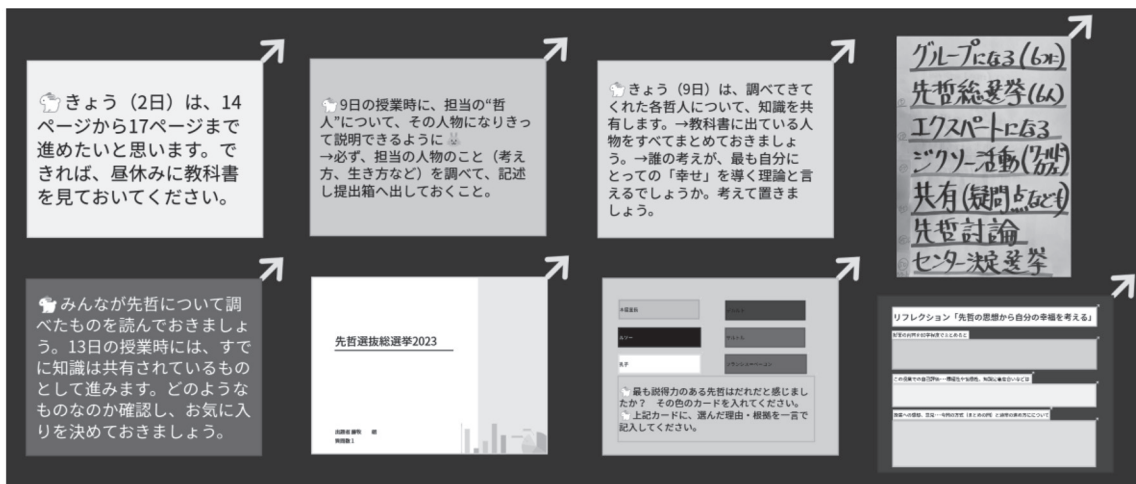 きょう（2日）は、14
ページから17ページまで
進めたいと思います。で
きれば、昼休みに教科書
を見ておいてください。
9日の授業時に、担当の“哲
人”について、その人物になりきっ
て説明できるように
→必ず、担当の人物のこと（考え
方、生き方など）を調べて、記述
し提出箱へ出しておくこと。
きょう（9日）は、調べてきて
くれた各哲人について、知識を共
有します。→教科書に出ている人
物をすべてまとめておきましょ
う。→誰の考えが、最も自分に
とっての「幸せ」を導く理論と言
えるでしょうか。考えて置きま
しょう。
グループになる(6つに)
先哲総選挙(6人)
エクスパートになる
ジクソー活動(ワールドカフェ)
共有(疑問点なども)
先哲討論
センター決定選挙
みんなが先哲について調
べたものを読んでおきましょ
う。13日の授業時には、すで
に知識は共有されているもの
として進みます。どのような
ものなのか確認し、お気に入
りを決めておきましょう。
先哲選抜総選挙2023
質問数1
孔子
最も説得力のある先哲はだれだと感じまし
たか？　その色のカードを入れてください。
上記カードに、選んだ理由・根拠を一言で
記入してください。
リフレクション「先哲の思想から自分の幸福を考える」